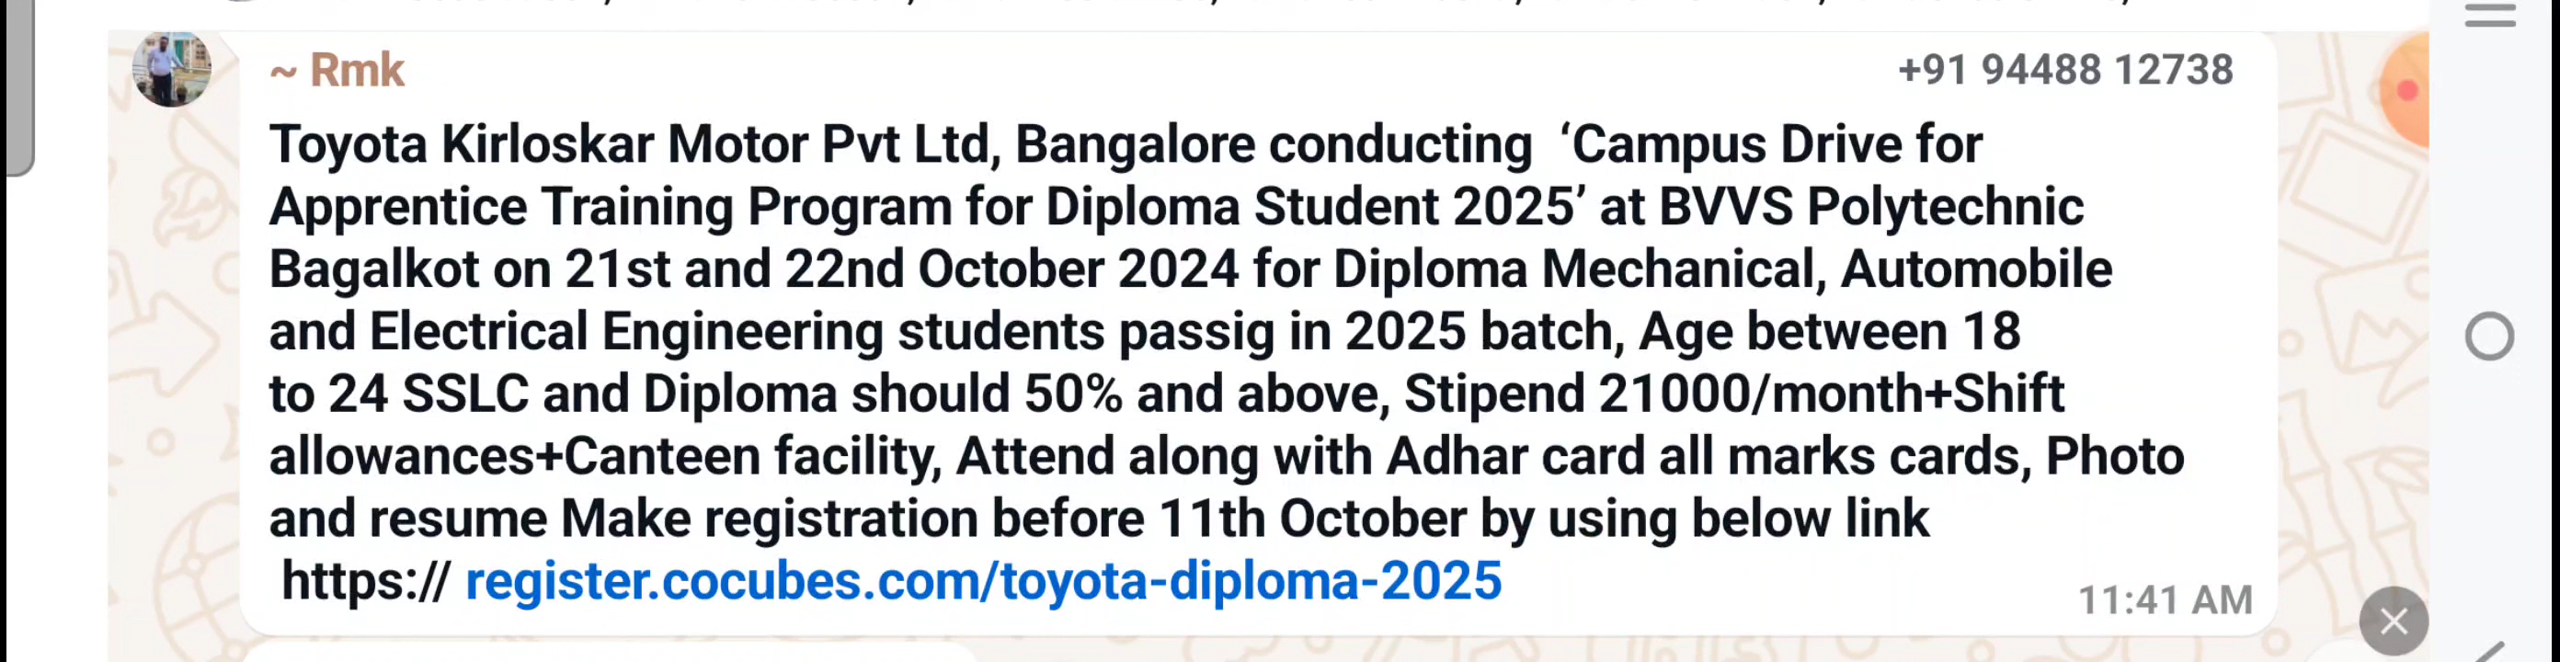 ~ Rmk +91 94488 12738
Toyota Kirloskar Motor Pvt Ltd, Bangalore conducting ‘Campus Drive for
Apprentice Training Program for Diploma Student 2025’ at BVVS Polytechnic
Bagalkot on 21st and 22nd October 2024 for Diploma Mechanical, Automobile
and Electrical Engineering students passig in 2025 batch, Age between 18
to 24 SSLC and Diploma should 50% and above, Stipend 21000/month+Shift
allowances+Canteen facility, Attend along with Adhar card all marks cards, Photo
and resume Make registration before 11th October by using below link
https:// register.cocubes.com/toyota-diploma-2025
11:41 AM